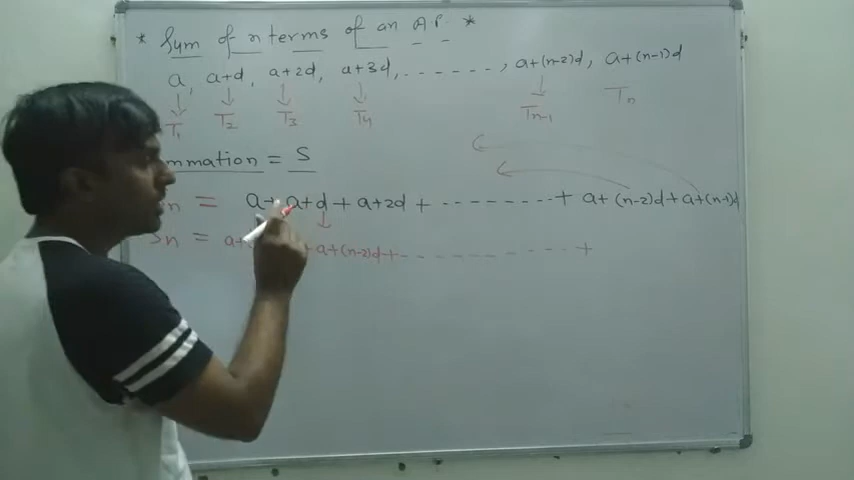 * Sum of n terms of an A.P. *
a, a+d, a+2d, a+3d, ......., a+(n-2)d, a+(n-1)d
T1 T2 T3 T4 Tn-1 Tn
mmation = S
n = a+ a+d + a+2d + --------- + a+(n-2)d+a+(n-1)d
Sn = a+ +a+(n-2)d+ ----------- +